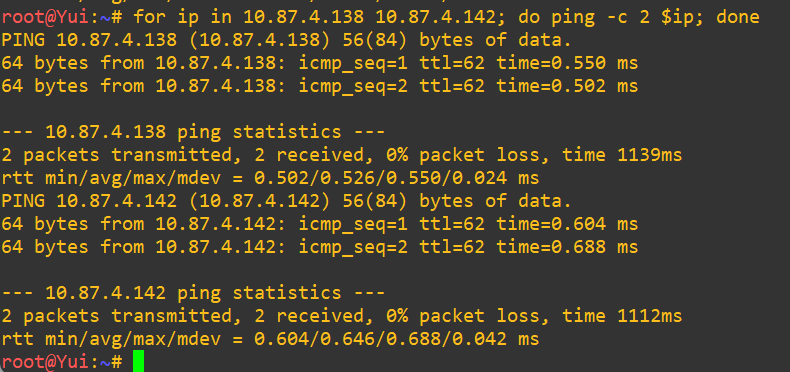 root@Yui:~# for ip in 10.87.4.138 10.87.4.142; do ping -c 2 $ip; done
PING 10.87.4.138 (10.87.4.138) 56(84) bytes of data.
64 bytes from 10.87.4.138: icmp_seq=1 ttl=62 time=0.550 ms
64 bytes from 10.87.4.138: icmp_seq=2 ttl=62 time=0.502 ms

--- 10.87.4.138 ping statistics ---
2 packets transmitted, 2 received, 0% packet loss, time 1139ms
rtt min/avg/max/mdev = 0.502/0.526/0.550/0.024 ms
PING 10.87.4.142 (10.87.4.142) 56(84) bytes of data.
64 bytes from 10.87.4.142: icmp_seq=1 ttl=62 time=0.604 ms
64 bytes from 10.87.4.142: icmp_seq=2 ttl=62 time=0.688 ms

--- 10.87.4.142 ping statistics ---
2 packets transmitted, 2 received, 0% packet loss, time 1112ms
rtt min/avg/max/mdev = 0.604/0.646/0.688/0.042 ms
root@Yui:~#